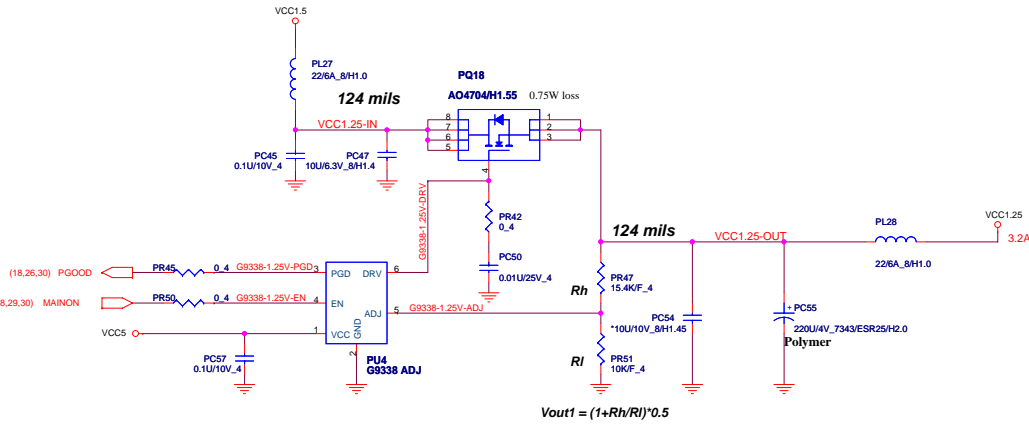 VCC1.5
PL27
22/6A_8/H1.0
124 mils
VCC1.25-IN
PQ18
AO4704/H1.55 0.75W loss
8
7
6
5
1
2
3
4
PC45
0.1U/10V_4
PC47
10U/6.3V_8/H1.4
G9338-1.25V-DRV
PR42
0_4
PC50
0.01U/25V_4
124 mils
VCC1.25-OUT
PL28
22/6A_8/H1.0
VCC1.25
3.2A
(18,26,30) PGOOD
PR45
0_4
G9338-1.25V-PGD
3
PGD
DRV
6
8,29,30) MAINON
PR50
0_4
G9338-1.25V-EN
4
EN
ADJ
5
G9338-1.25V-ADJ
VCC5
1
VCC
GND
2
PC57
0.1U/10V_4
PU4
G9338 ADJ
Rh
PR47
15.4K/F_4
PC54
*10U/10V_8/H1.45
+
PC55
220U/4V_7343/ESR25/H2.0
Polymer
Rl
PR51
10K/F_4
Vout1 = (1+Rh/Rl)*0.5